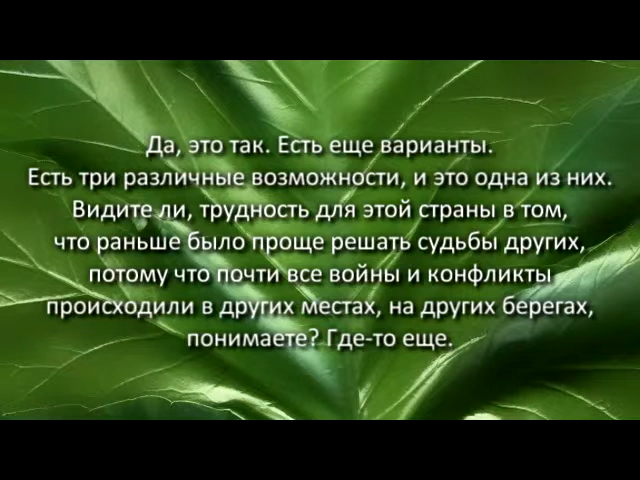 Да, это так. Есть еще варианты.
Есть три различные возможности, и это одна из них.
Видите ли, трудность для этой страны в том,
что раньше было проще решать судьбы других,
потому что почти все войны и конфликты
происходили в других местах, на других берегах,
понимаете? Где-то еще.